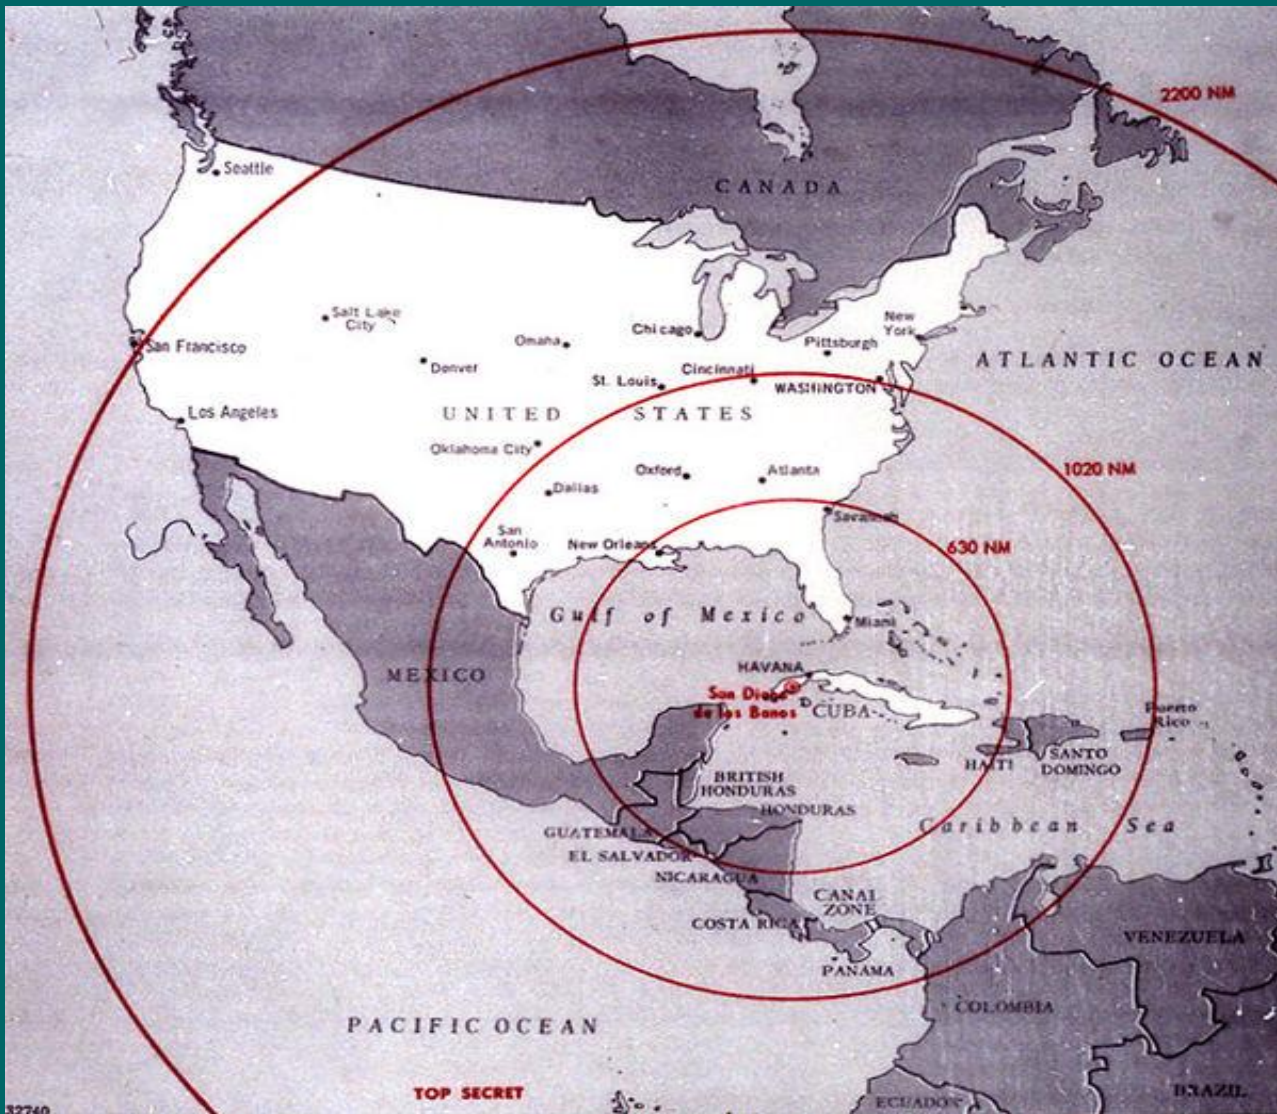 2200 NM
Seattle
CANADA
Salt Lake
City
San Francisco
Denver
Omaha
Chicago
New
York
Pittsburgh
Cincinnati
St. Louis
WASHINGTON
ATLANTIC OCEAN
Los Angeles
UNITED STATES
Oklahoma City
Oxford
Atlanta
1020 NM
Dallas
Savannah
San
Antonio
New Orleans
630 NM
Gulf of Mexico
Miami
MEXICO
HAVANA
San Diego
de los Banos
CUBA
Puerto
Rico
HAITI
SANTO
DOMINGO
BRITISH
HONDURAS
HONDURAS
GUATEMALA
Caribbean Sea
EL SALVADOR
NICARAGUA
CANAL
ZONE
COSTA RICA
PANAMA
VENEZUELA
COLOMBIA
PACIFIC OCEAN
TOP SECRET
BRAZIL
ECUADOR
32740